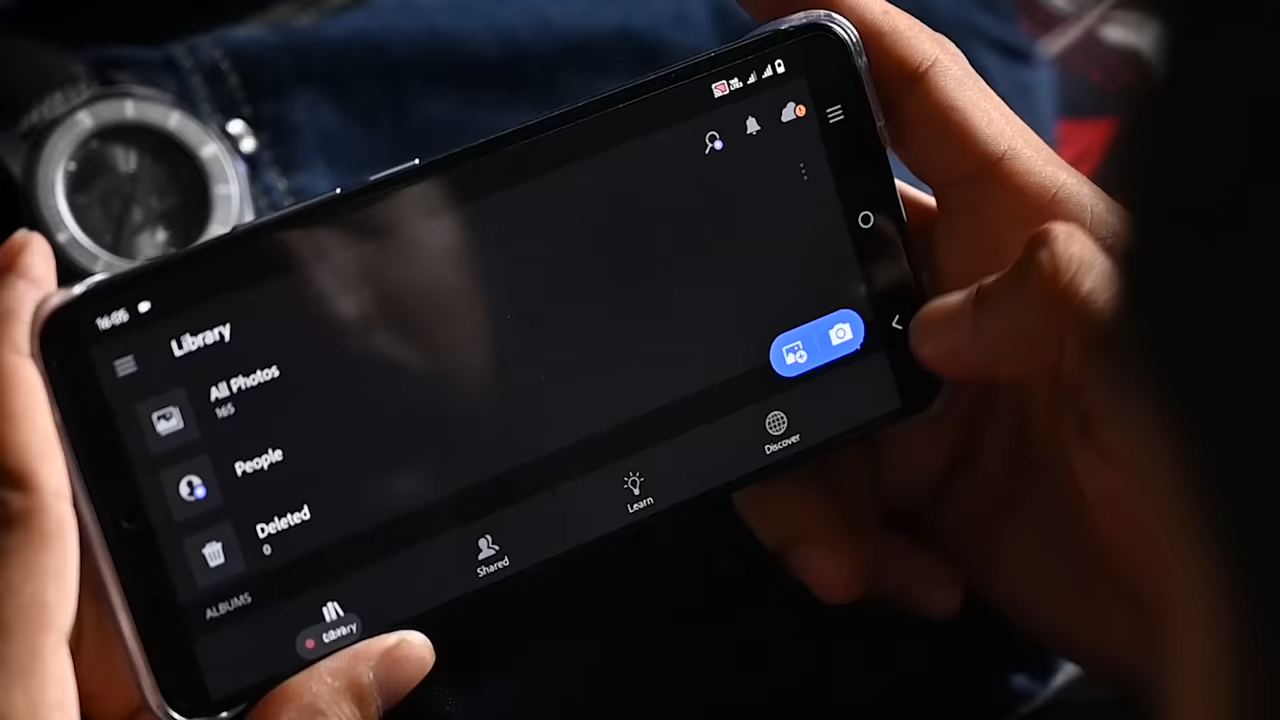 16:05
Library
All Photos
165
People
Deleted
0
ALBUMS
Library
Shared
Learn
Discover